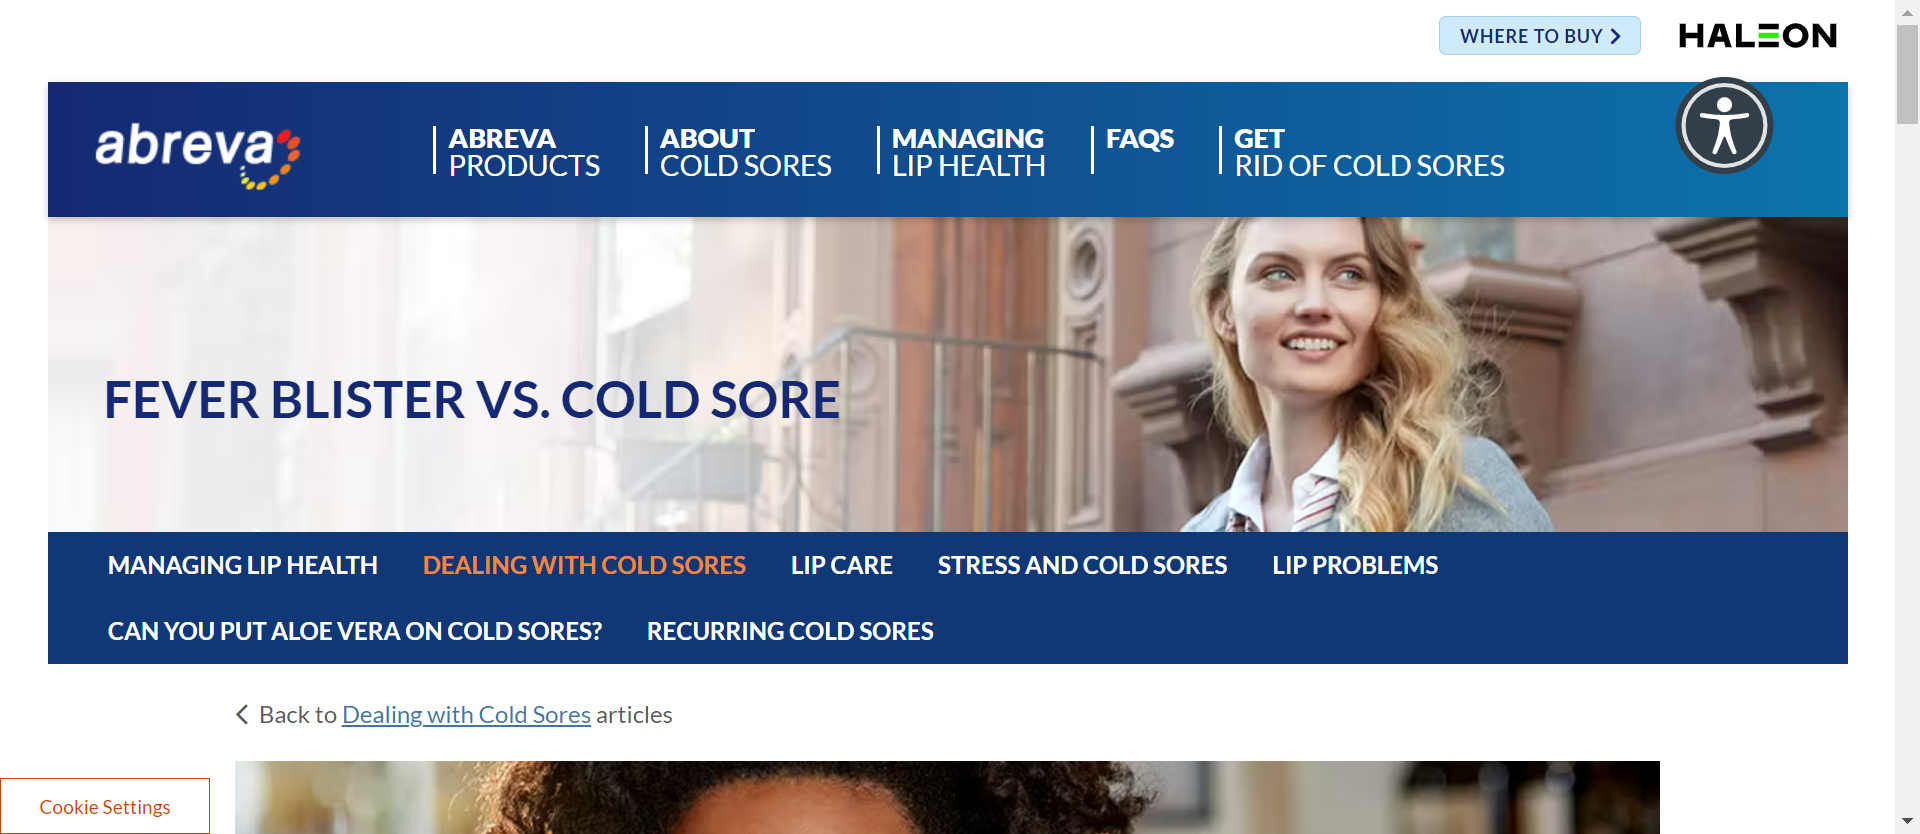 WHERE TO BUY
HALEON
abreva
ABREVA
PRODUCTS
ABOUT
COLD SORES
MANAGING
LIP HEALTH
FAQS
GET
RID OF COLD SORES
FEVER BLISTER VS. COLD SORE
MANAGING LIP HEALTH
DEALING WITH COLD SORES
LIP CARE
STRESS AND COLD SORES
LIP PROBLEMS
CAN YOU PUT ALOE VERA ON COLD SORES?
RECURRING COLD SORES
Back to Dealing with Cold Sores articles
Cookie Settings